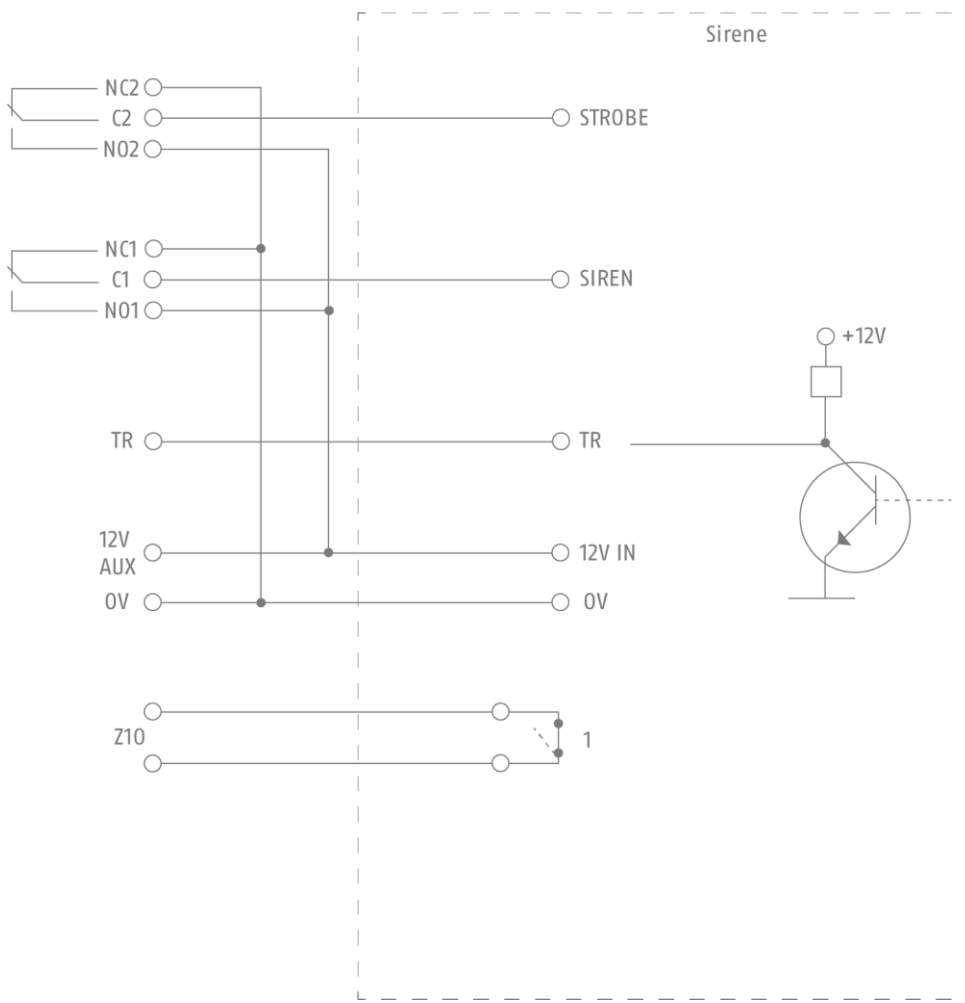 Sirene
NC2
C2
STROBE
NO2
NC1
C1
SIREN
NO1
+12V
TR
TR
12V
AUX
12V IN
0V
0V
Z10
1